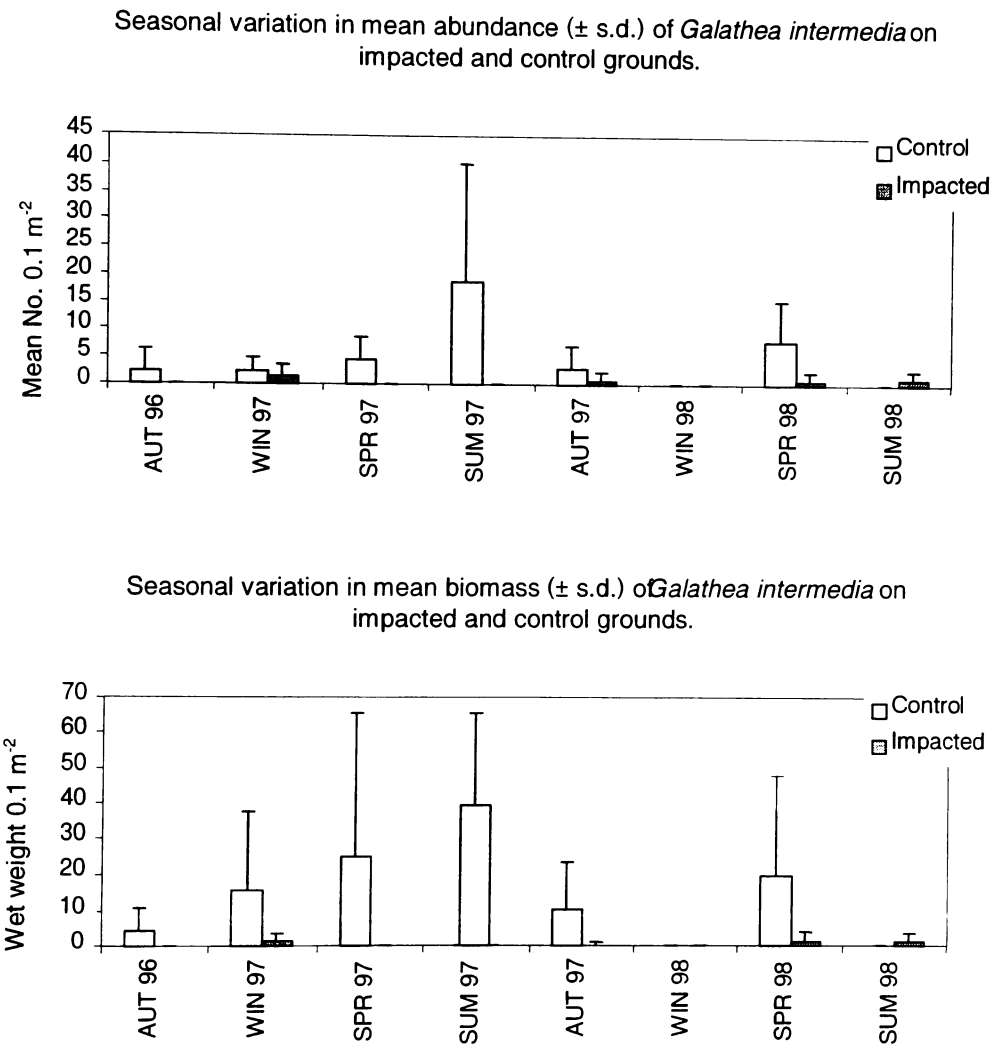 Seasonal variation in mean abundance (± s.d.) of Galathea intermedia on
impacted and control grounds.
45
40
35
30
25
20
15
10
5
0
Mean No. 0.1 m-2
Control
Impacted
AUT 96
WIN 97
SPR 97
SUM 97
AUT 97
WIN 98
SPR 98
SUM 98
Seasonal variation in mean biomass (± s.d.) of Galathea intermedia on
impacted and control grounds.
70
60
50
40
30
20
10
0
Wet weight 0.1 m-2
Control
Impacted
AUT 96
WIN 97
SPR 97
SUM 97
AUT 97
WIN 98
SPR 98
SUM 98